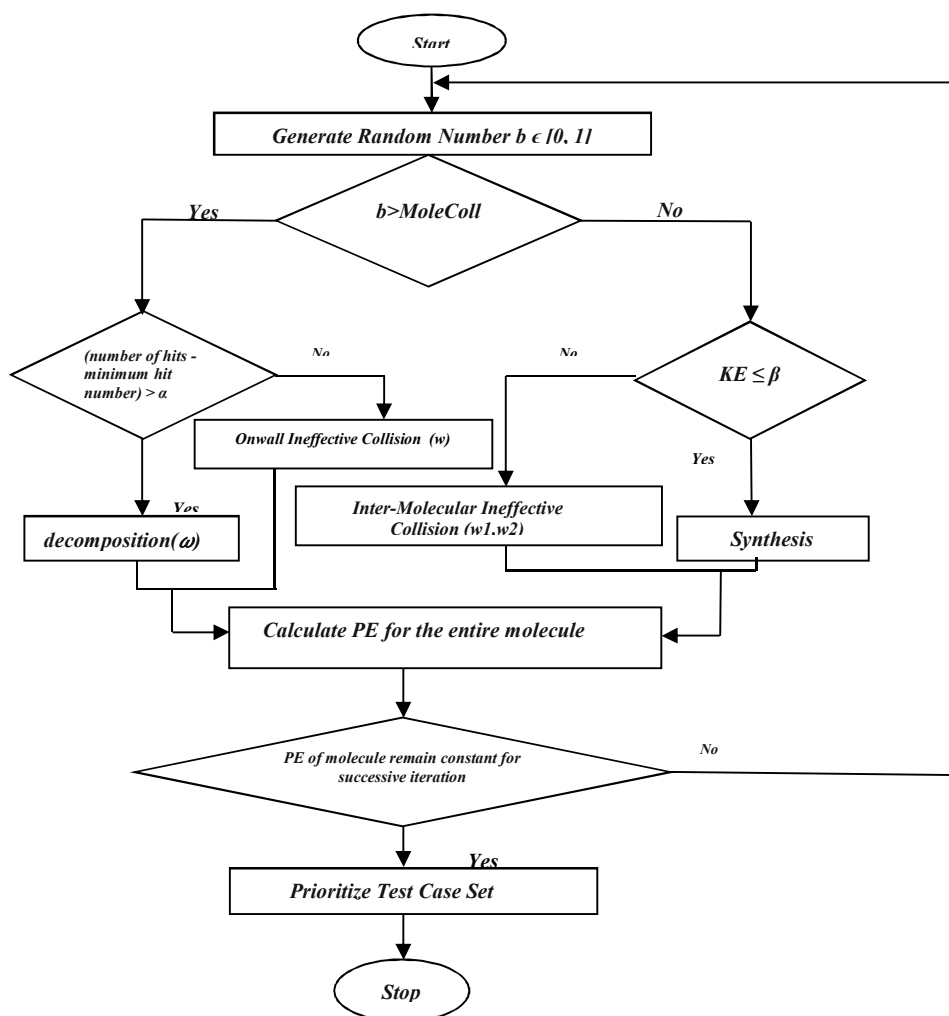 Start
Generate Random Number b ϵ [0, 1]
b>MoleColl
Yes
No
(number of hits -
minimum hit
number) > α
No
No
KE ≤ β
Onwall Ineffective Collision (w)
Yes
Yes
Inter-Molecular Ineffective
Collision (w1,w2)
decomposition(ω)
Synthesis
Calculate PE for the entire molecule
PE of molecule remain constant for
successive iteration
No
Yes
Prioritize Test Case Set
Stop